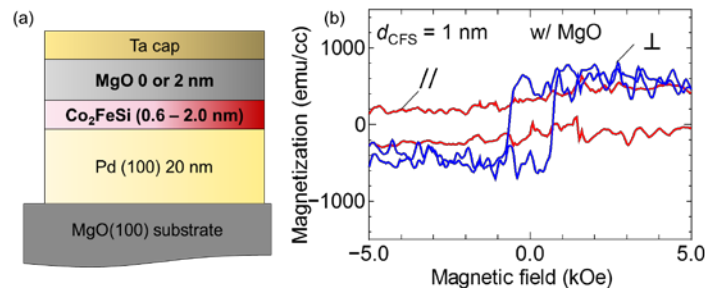 (a)
Ta cap
MgO 0 or 2 nm
Co₂FeSi (0.6 – 2.0 nm)
Pd (100) 20 nm
MgO(100) substrate
(b)
d_CFS = 1 nm w/ MgO ⊥
//
1000
0
−1000
Magnetization (emu/cc)
−5.0 0.0 5.0
Magnetic field (kOe)